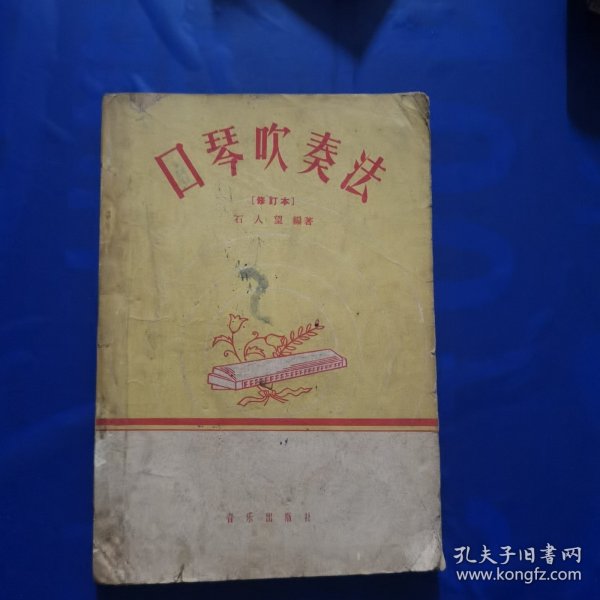 口琴吹奏法
[修訂本]
石人望 編著
音乐出版社
孔夫子旧书网
www.kongfz.com